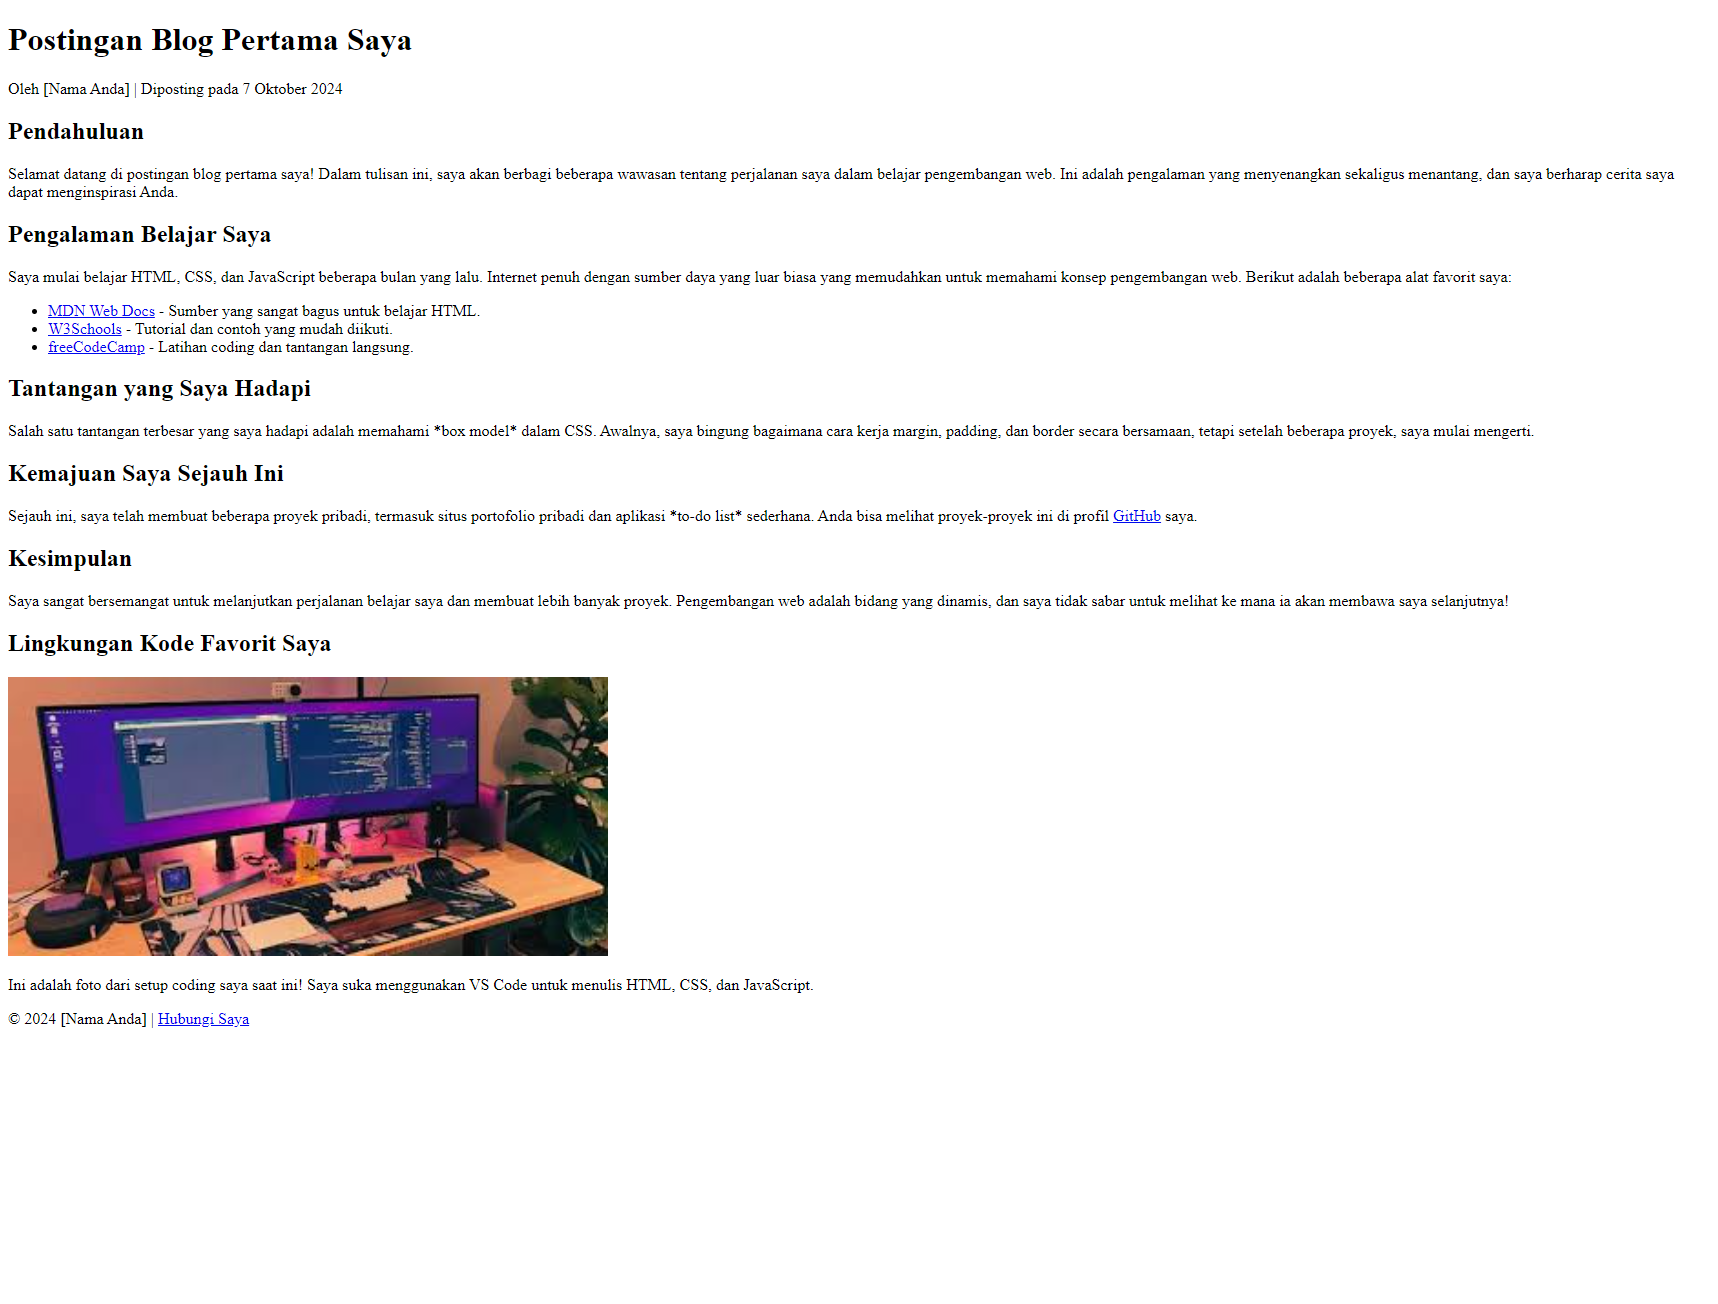 Postingan Blog Pertama Saya
Oleh [Nama Anda] | Diposting pada 7 Oktober 2024
Pendahuluan
Selamat datang di postingan blog pertama saya! Dalam tulisan ini, saya akan berbagi beberapa wawasan tentang perjalanan saya dalam belajar pengembangan web. Ini adalah pengalaman yang menyenangkan sekaligus menantang, dan saya berharap cerita saya
dapat menginspirasi Anda.
Pengalaman Belajar Saya
Saya mulai belajar HTML, CSS, dan JavaScript beberapa bulan yang lalu. Internet penuh dengan sumber daya yang luar biasa yang memudahkan untuk memahami konsep pengembangan web. Berikut adalah beberapa alat favorit saya:
• MDN Web Docs - Sumber yang sangat bagus untuk belajar HTML.
• W3Schools - Tutorial dan contoh yang mudah diikuti.
• freeCodeCamp - Latihan coding dan tantangan langsung.
Tantangan yang Saya Hadapi
Salah satu tantangan terbesar yang saya hadapi adalah memahami *box model* dalam CSS. Awalnya, saya bingung bagaimana cara kerja margin, padding, dan border secara bersamaan, tetapi setelah beberapa proyek, saya mulai mengerti.
Kemajuan Saya Sejauh Ini
Sejauh ini, saya telah membuat beberapa proyek pribadi, termasuk situs portofolio pribadi dan aplikasi *to-do list* sederhana. Anda bisa melihat proyek-proyek ini di profil GitHub saya.
Kesimpulan
Saya sangat bersemangat untuk melanjutkan perjalanan belajar saya dan membuat lebih banyak proyek. Pengembangan web adalah bidang yang dinamis, dan saya tidak sabar untuk melihat ke mana ia akan membawa saya selanjutnya!
Lingkungan Kode Favorit Saya
Ini adalah foto dari setup coding saya saat ini! Saya suka menggunakan VS Code untuk menulis HTML, CSS, dan JavaScript.
© 2024 [Nama Anda] | Hubungi Saya